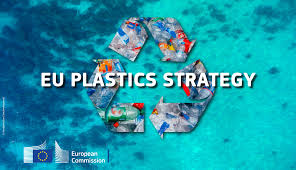 EU PLASTICS STRATEGY
European
Commission